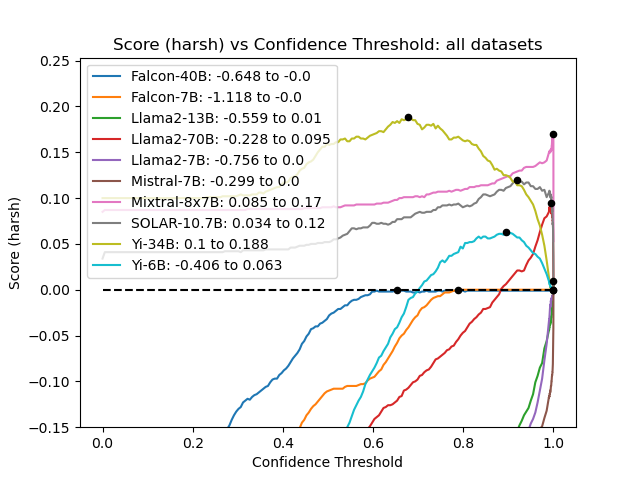 Score (harsh) vs Confidence Threshold: all datasets
0.25
0.20
0.15
0.10
0.05
0.00
−0.05
−0.10
−0.15
Score (harsh)
Falcon-40B: -0.648 to -0.0
Falcon-7B: -1.118 to -0.0
Llama2-13B: -0.559 to 0.01
Llama2-70B: -0.228 to 0.095
Llama2-7B: -0.756 to 0.0
Mistral-7B: -0.299 to 0.0
Mixtral-8x7B: 0.085 to 0.17
SOLAR-10.7B: 0.034 to 0.12
Yi-34B: 0.1 to 0.188
Yi-6B: -0.406 to 0.063
0.0 0.2 0.4 0.6 0.8 1.0
Confidence Threshold